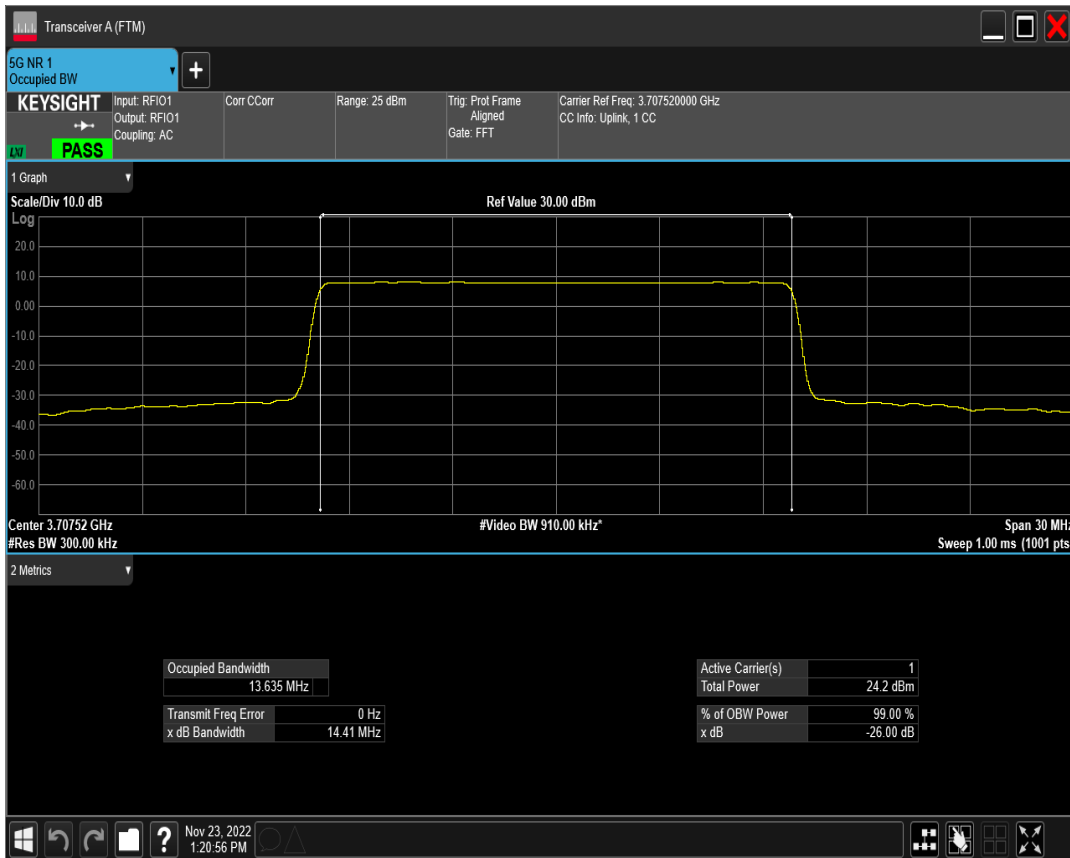 Transceiver A (FTM)
5G NR 1
Occupied BW
+
KEYSIGHT
LXI
PASS
Input: RFIO1
Output: RFIO1
Coupling: AC
Corr CCorr
Range: 25 dBm
Trig: Prot Frame
Aligned
Gate: FFT
Carrier Ref Freq: 3.707520000 GHz
CC Info: Uplink, 1 CC
1 Graph
Scale/Div 10.0 dB
Ref Value 30.00 dBm
Log
20.0
10.0
0.00
-10.0
-20.0
-30.0
-40.0
-50.0
-60.0
Center 3.70752 GHz
#Video BW 910.00 kHz*
Span 30 MHz
#Res BW 300.00 kHz
Sweep 1.00 ms (1001 pts
2 Metrics
Occupied Bandwidth
13.635 MHz
Transmit Freq Error 0 Hz
x dB Bandwidth 14.41 MHz
Active Carrier(s) 1
Total Power 24.2 dBm
% of OBW Power 99.00 %
x dB -26.00 dB
?
Nov 23, 2022
1:20:56 PM